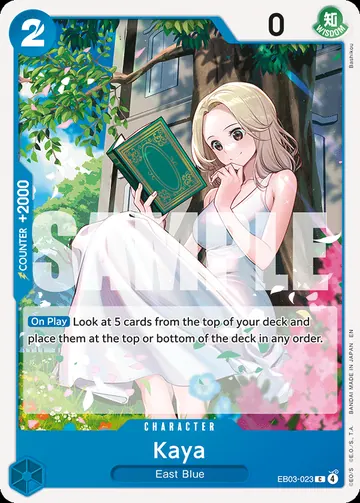 2
0
知
WISDOM
Bashikou
COUNTER +2000
SAMPLE
On Play Look at 5 cards from the top of your deck and
place them at the top or bottom of the deck in any order.
CHARACTER
Kaya
East Blue
EB03-023 C 4
©E.O./S. ©E.O./S., T.A. BANDAI MADE IN JAPAN EN